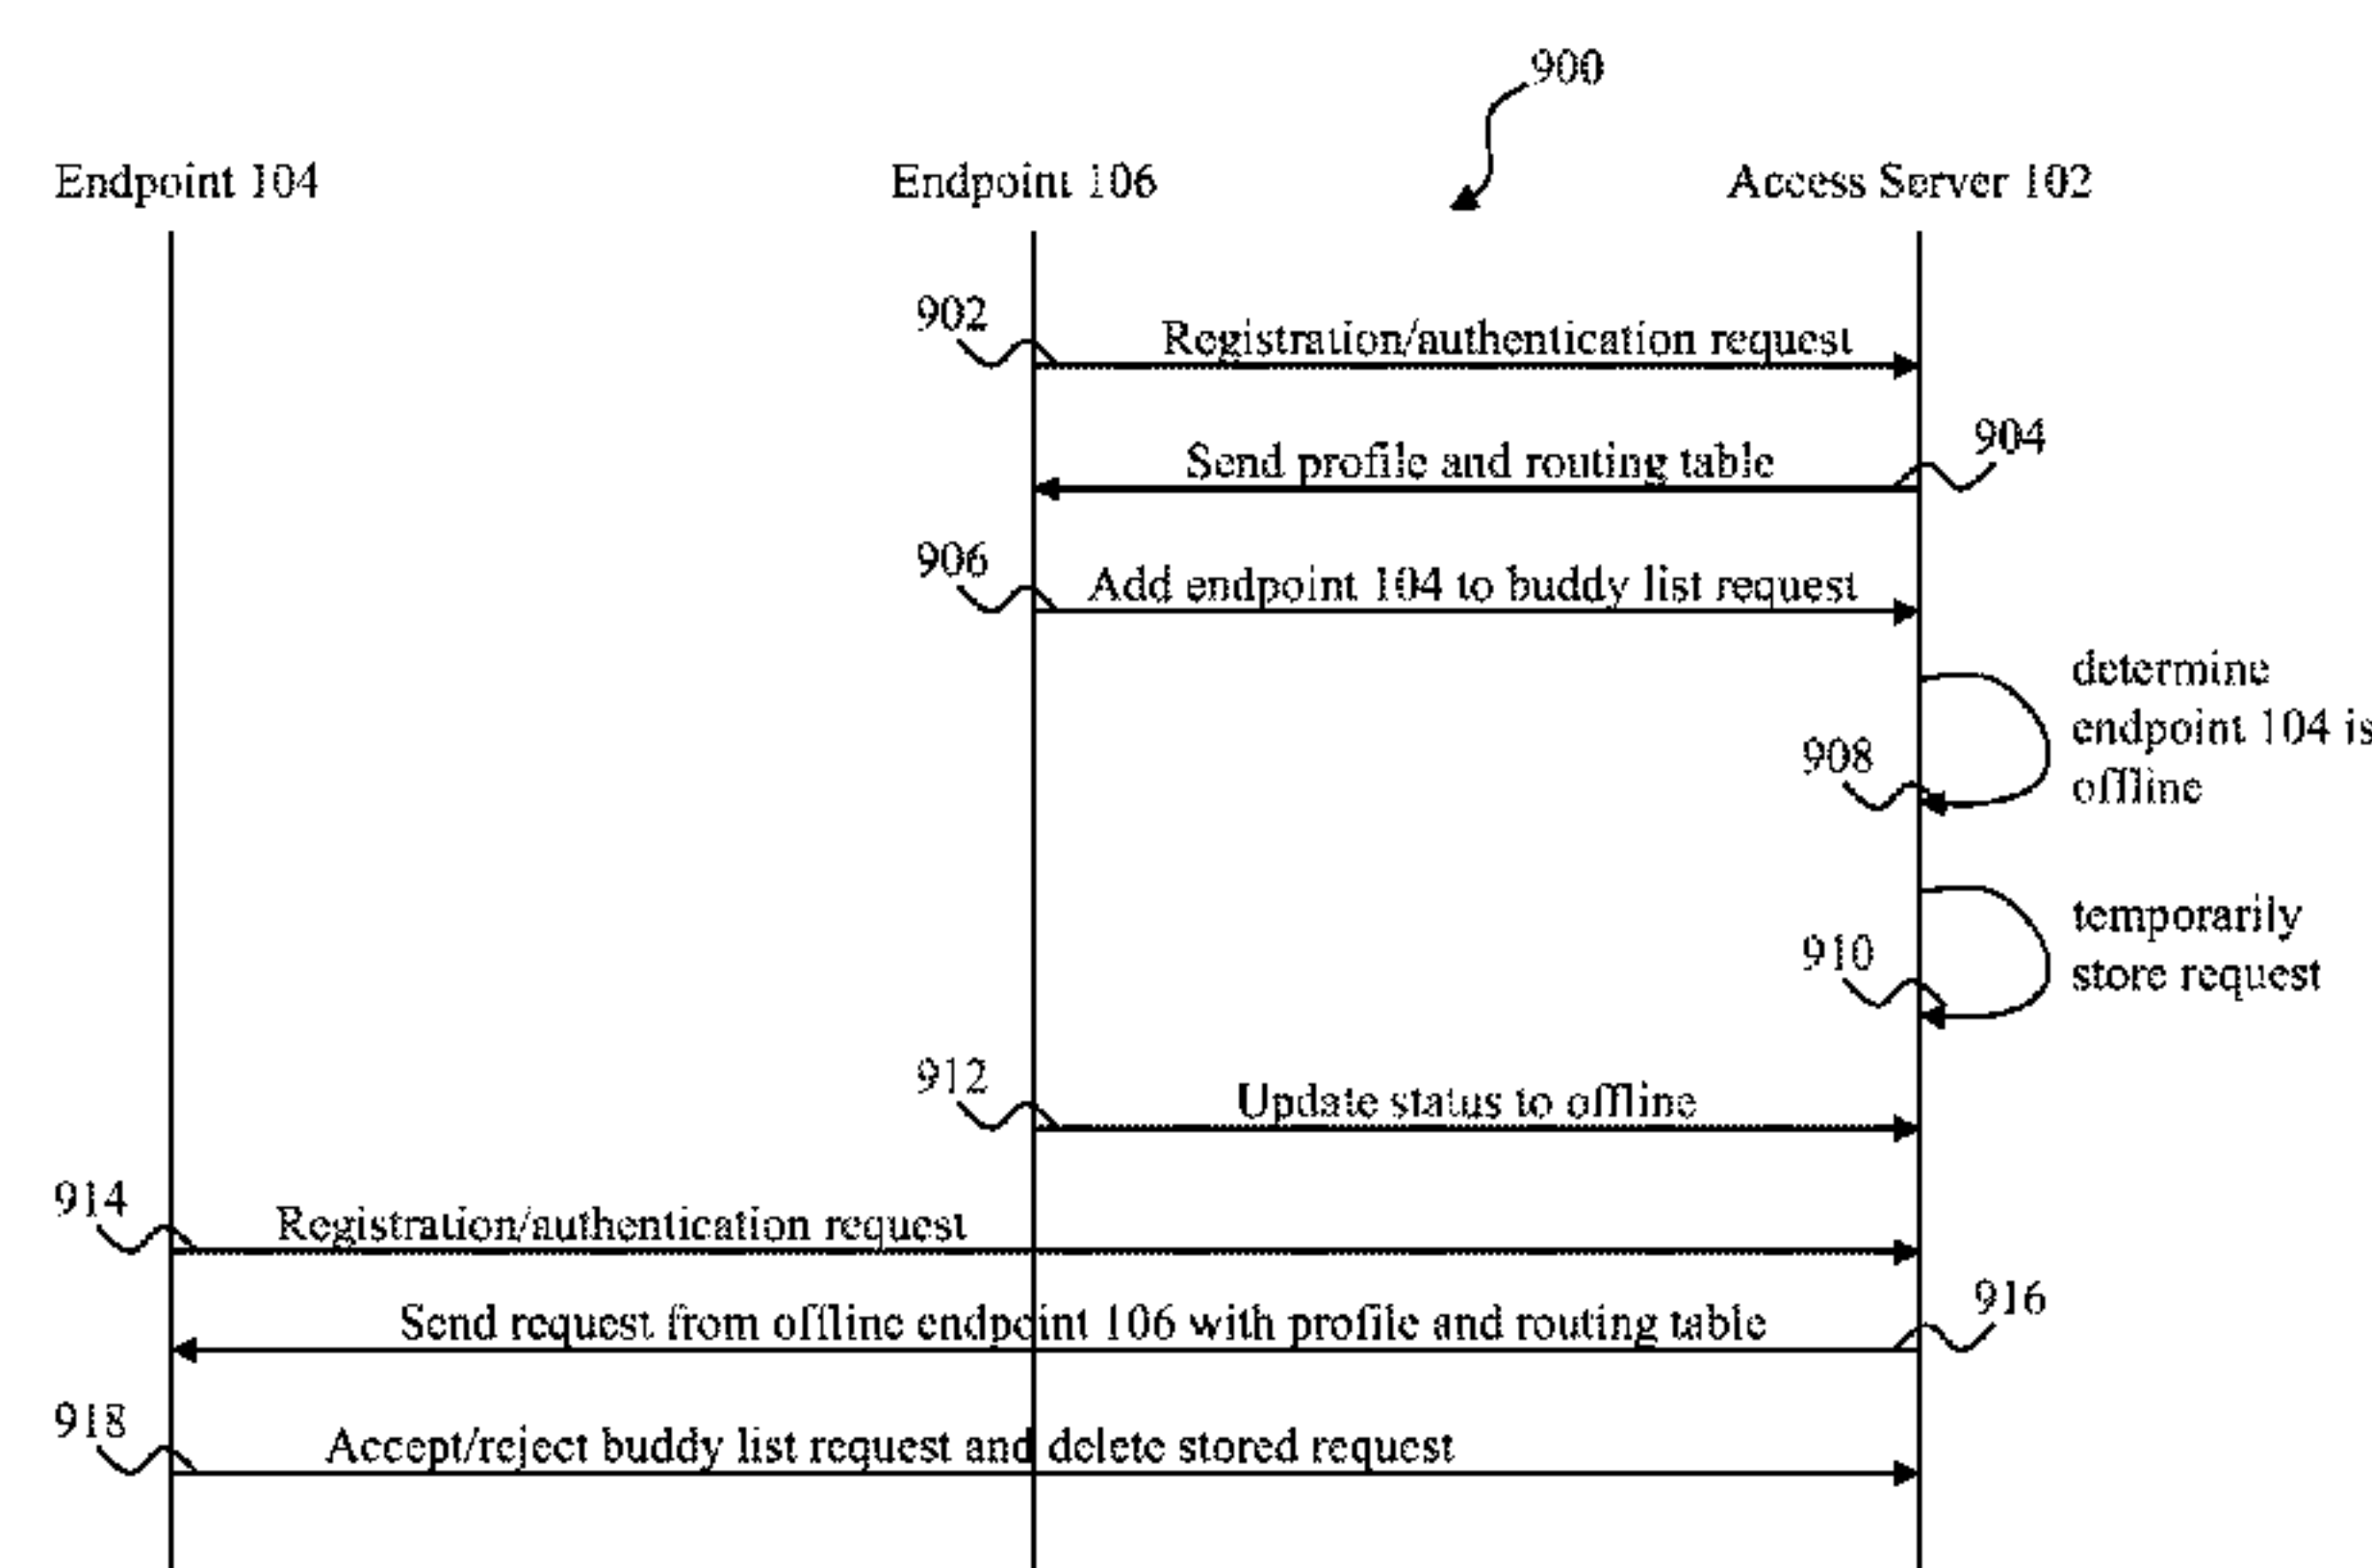 900
Endpoint 104
Endpoint 106
Access Server 102
902
Registration/authentication request
904
Send profile and routing table
906
Add endpoint 104 to buddy list request
determine
endpoint 104 is
offline
908
temporarily
store request
910
912
Update status to offline
914
Registration/authentication request
916
Send request from offline endpoint 106 with profile and routing table
918
Accept/reject buddy list request and delete stored request